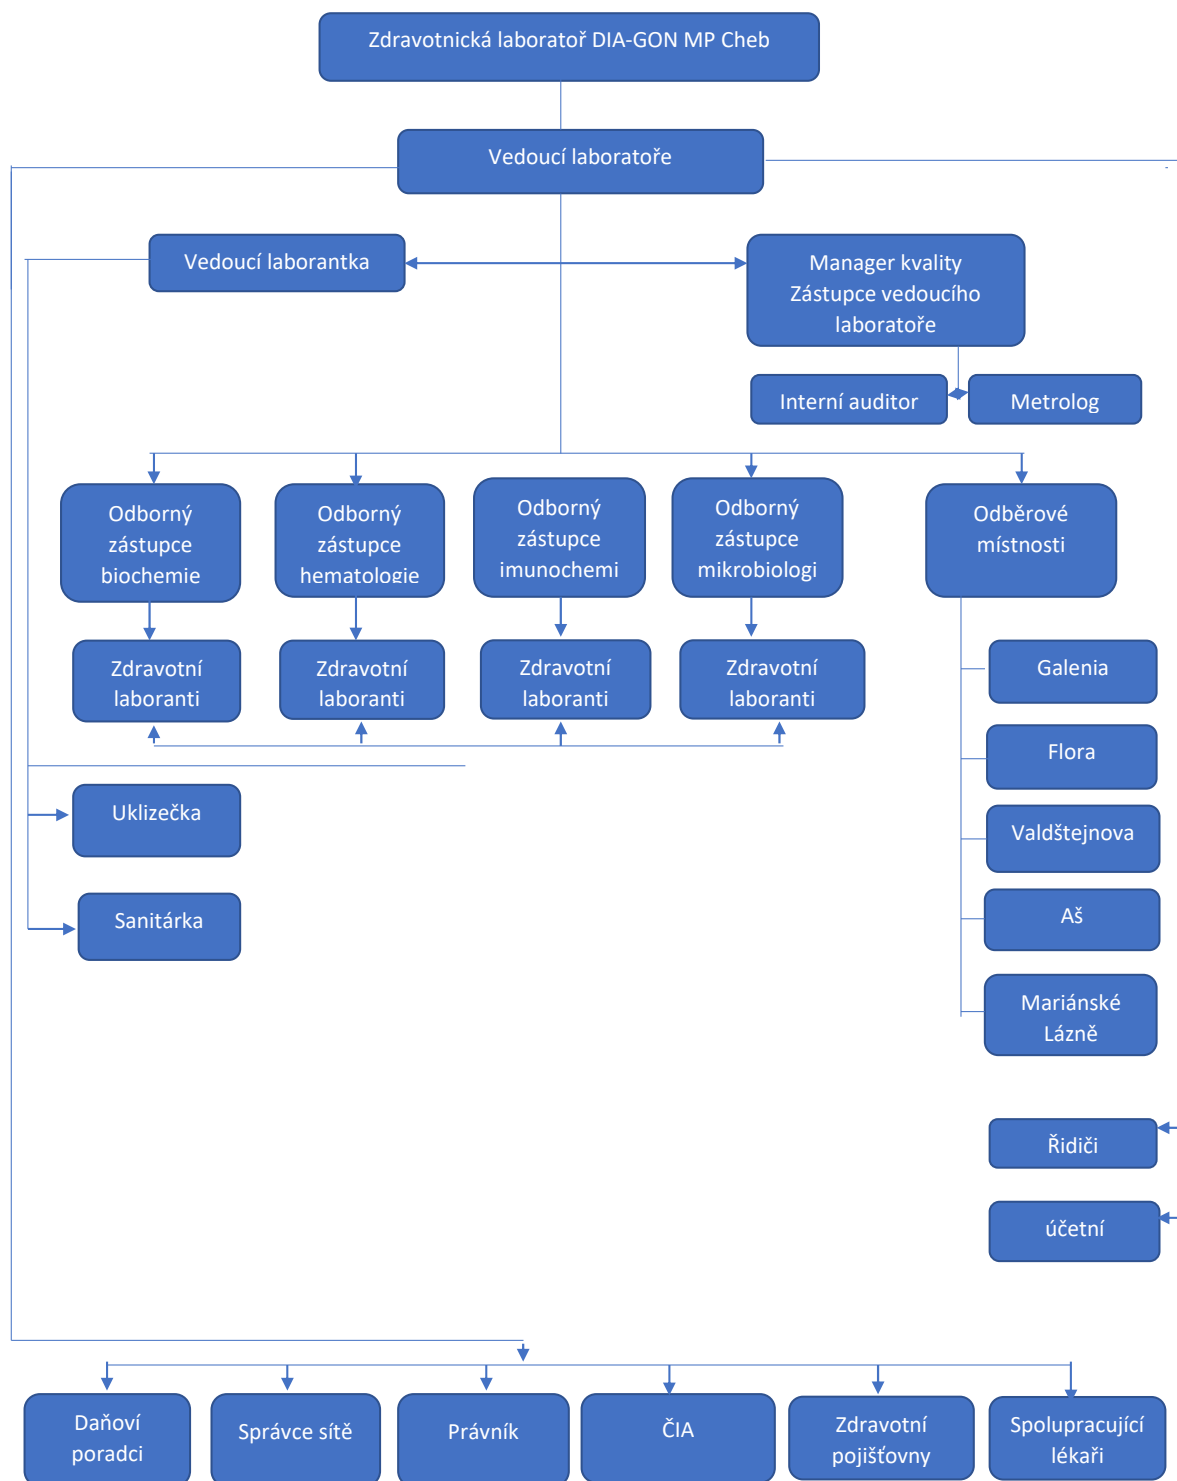 Zdravotnická laboratoř DIA-GON MP Cheb
Vedoucí laboratoře
Vedoucí laborantka
Manager kvality
Zástupce vedoucího
laboratoře
Interní auditor
Metrolog
Odborný
zástupce
biochemie
Odborný
zástupce
hematologie
Odborný
zástupce
imunochemi
Odborný
zástupce
mikrobiologi
Odběrové
místnosti
Zdravotní
laboranti
Zdravotní
laboranti
Zdravotní
laboranti
Zdravotní
laboranti
Galenia
Flora
Valdštejnova
Aš
Mariánské
Lázně
Uklizečka
Sanitárka
Řidiči
účetní
Daňoví
poradci
Správce sítě
Právník
ČIA
Zdravotní
pojišťovny
Spolupracující
lékaři